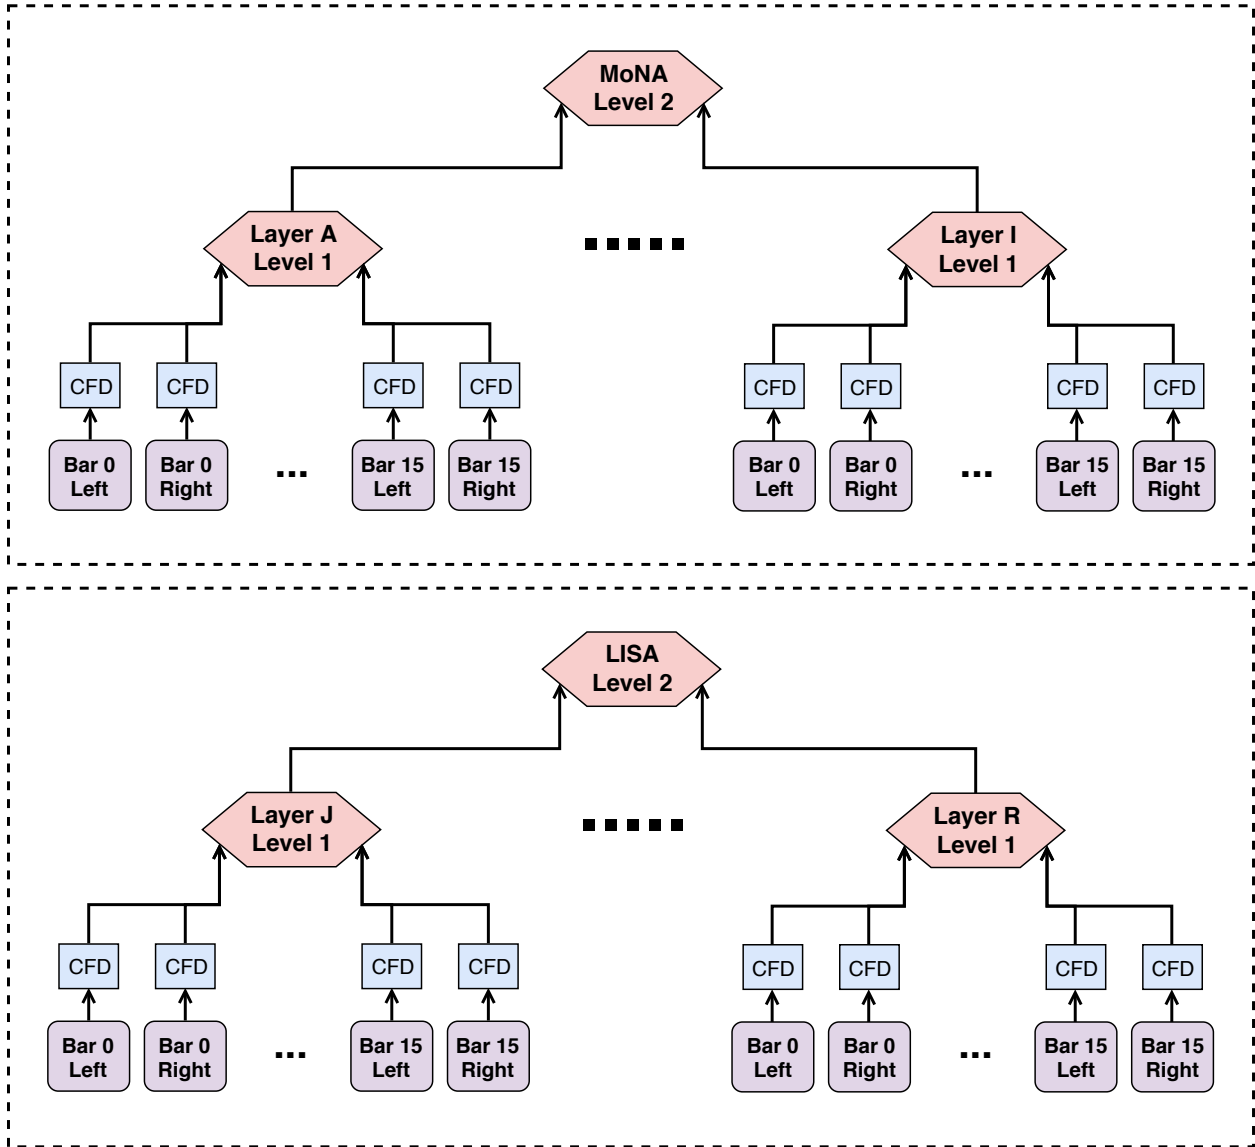 MoNA
Level 2
Layer A
Level 1
.....
Layer I
Level 1
CFD CFD CFD CFD CFD CFD CFD CFD
Bar 0
Left
Bar 0
Right
...
Bar 15
Left
Bar 15
Right
Bar 0
Left
Bar 0
Right
...
Bar 15
Left
Bar 15
Right
LISA
Level 2
Layer J
Level 1
.....
Layer R
Level 1
CFD CFD CFD CFD CFD CFD CFD CFD
Bar 0
Left
Bar 0
Right
...
Bar 15
Left
Bar 15
Right
Bar 0
Left
Bar 0
Right
...
Bar 15
Left
Bar 15
Right